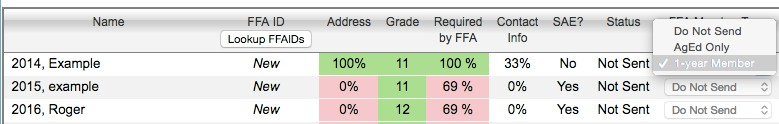 Name FFA ID Address Grade Required by FFA Contact Info SAE? Status
Lookup FFAIDs
Do Not Send
AgEd Only
✓ 1-year Member
2014, Example New 100% 11 100 % 33% No Not Sent
2015, example New 0% 11 69 % 0% Yes Not Sent Do Not Send
2016, Roger New 0% 12 69 % 0% Yes Not Sent Do Not Send